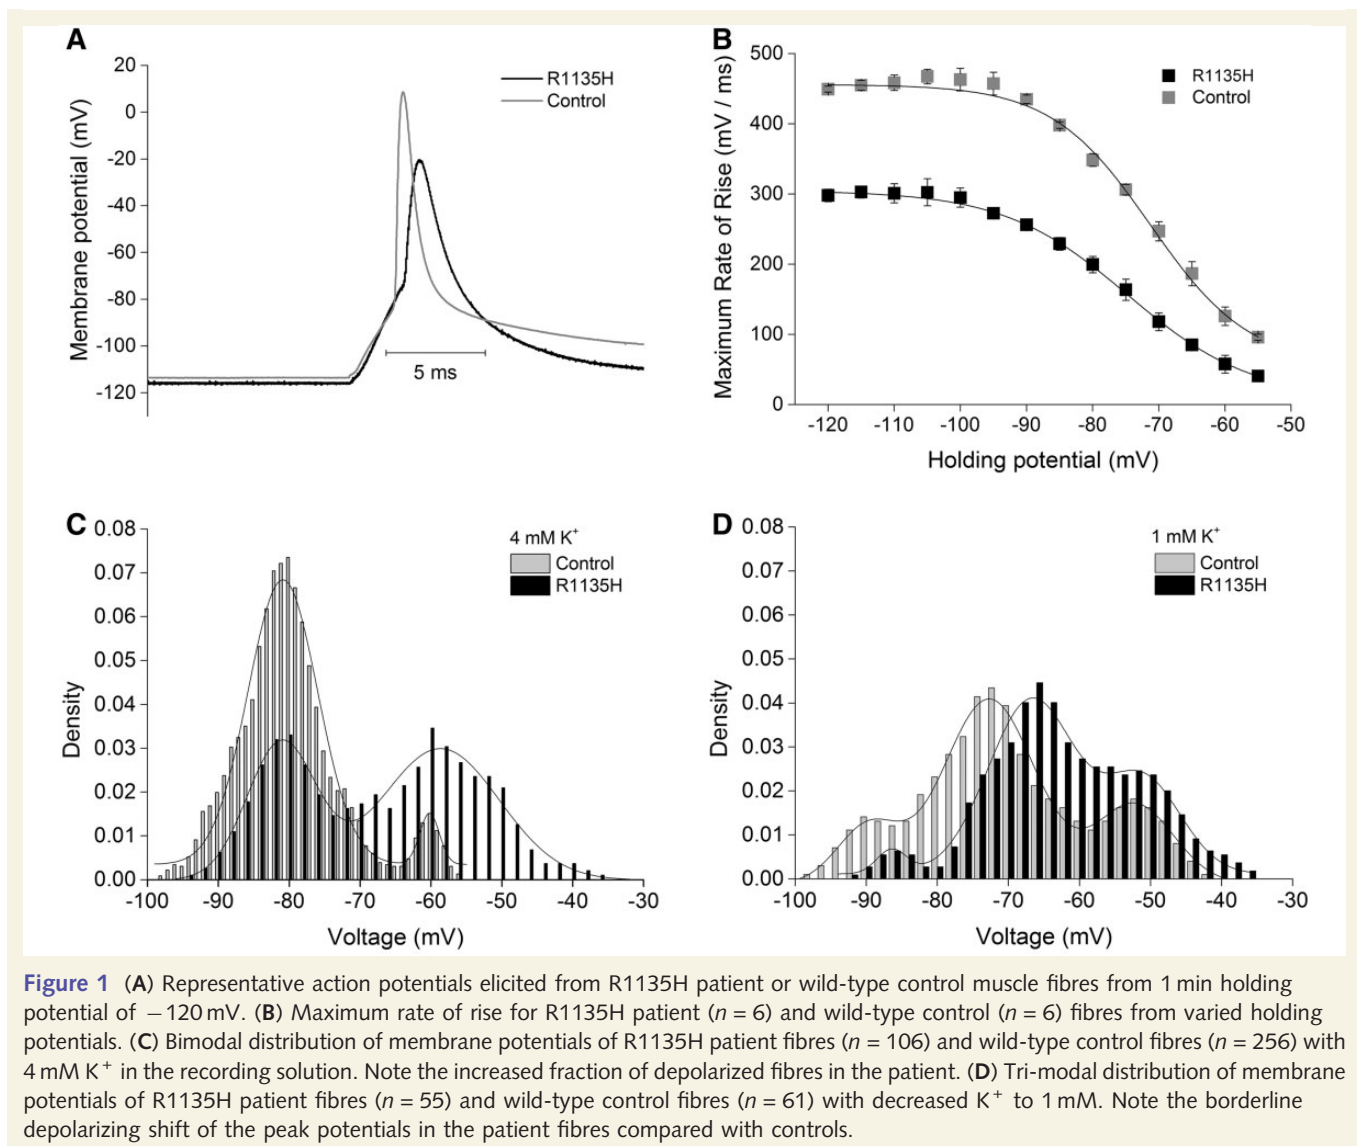 A
20
0
-20
-40
-60
-80
-100
-120
Membrane potential (mV)
R1135H
Control
5 ms
B
500
400
300
200
100
0
Maximum Rate of Rise (mV / ms)
R1135H
Control
-120 -110 -100 -90 -80 -70 -60 -50
Holding potential (mV)
C
0.08
0.07
0.06
0.05
0.04
0.03
0.02
0.01
0.00
Density
4 mM K⁺
Control
R1135H
-100 -90 -80 -70 -60 -50 -40 -30
Voltage (mV)
D
0.08
0.07
0.06
0.05
0.04
0.03
0.02
0.01
0.00
Density
1 mM K⁺
Control
R1135H
-100 -90 -80 -70 -60 -50 -40 -30
Voltage (mV)
Figure 1 (A) Representative action potentials elicited from R1135H patient or wild-type control muscle fibres from 1 min holding
potential of −120 mV. (B) Maximum rate of rise for R1135H patient (n = 6) and wild-type control (n = 6) fibres from varied holding
potentials. (C) Bimodal distribution of membrane potentials of R1135H patient fibres (n = 106) and wild-type control fibres (n = 256) with
4 mM K⁺ in the recording solution. Note the increased fraction of depolarized fibres in the patient. (D) Tri-modal distribution of membrane
potentials of R1135H patient fibres (n = 55) and wild-type control fibres (n = 61) with decreased K⁺ to 1 mM. Note the borderline
depolarizing shift of the peak potentials in the patient fibres compared with controls.